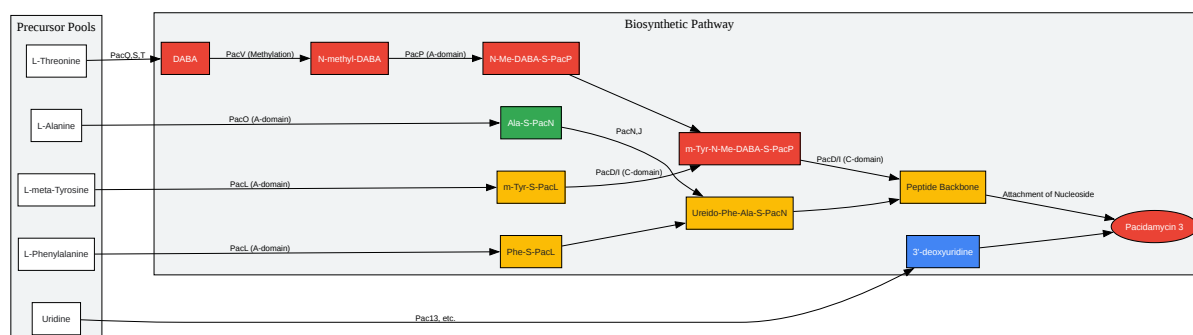 Precursor Pools
Biosynthetic Pathway
L-Threonine
PacQ,S,T
DABA
PacV (Methylation)
N-methyl-DABA
PacP (A-domain)
N-Me-DABA-S-PacP
L-Alanine
PacO (A-domain)
Ala-S-PacN
PacN,J
m-Tyr-N-Me-DABA-S-PacP
PacD/I (C-domain)
L-meta-Tyrosine
PacL (A-domain)
m-Tyr-S-PacL
PacD/I (C-domain)
Peptide Backbone
Attachment of Nucleoside
Ureido-Phe-Ala-S-PacN
Pacidamycin 3
L-Phenylalanine
PacL (A-domain)
Phe-S-PacL
3'-deoxyuridine
Uridine
Pac13, etc.